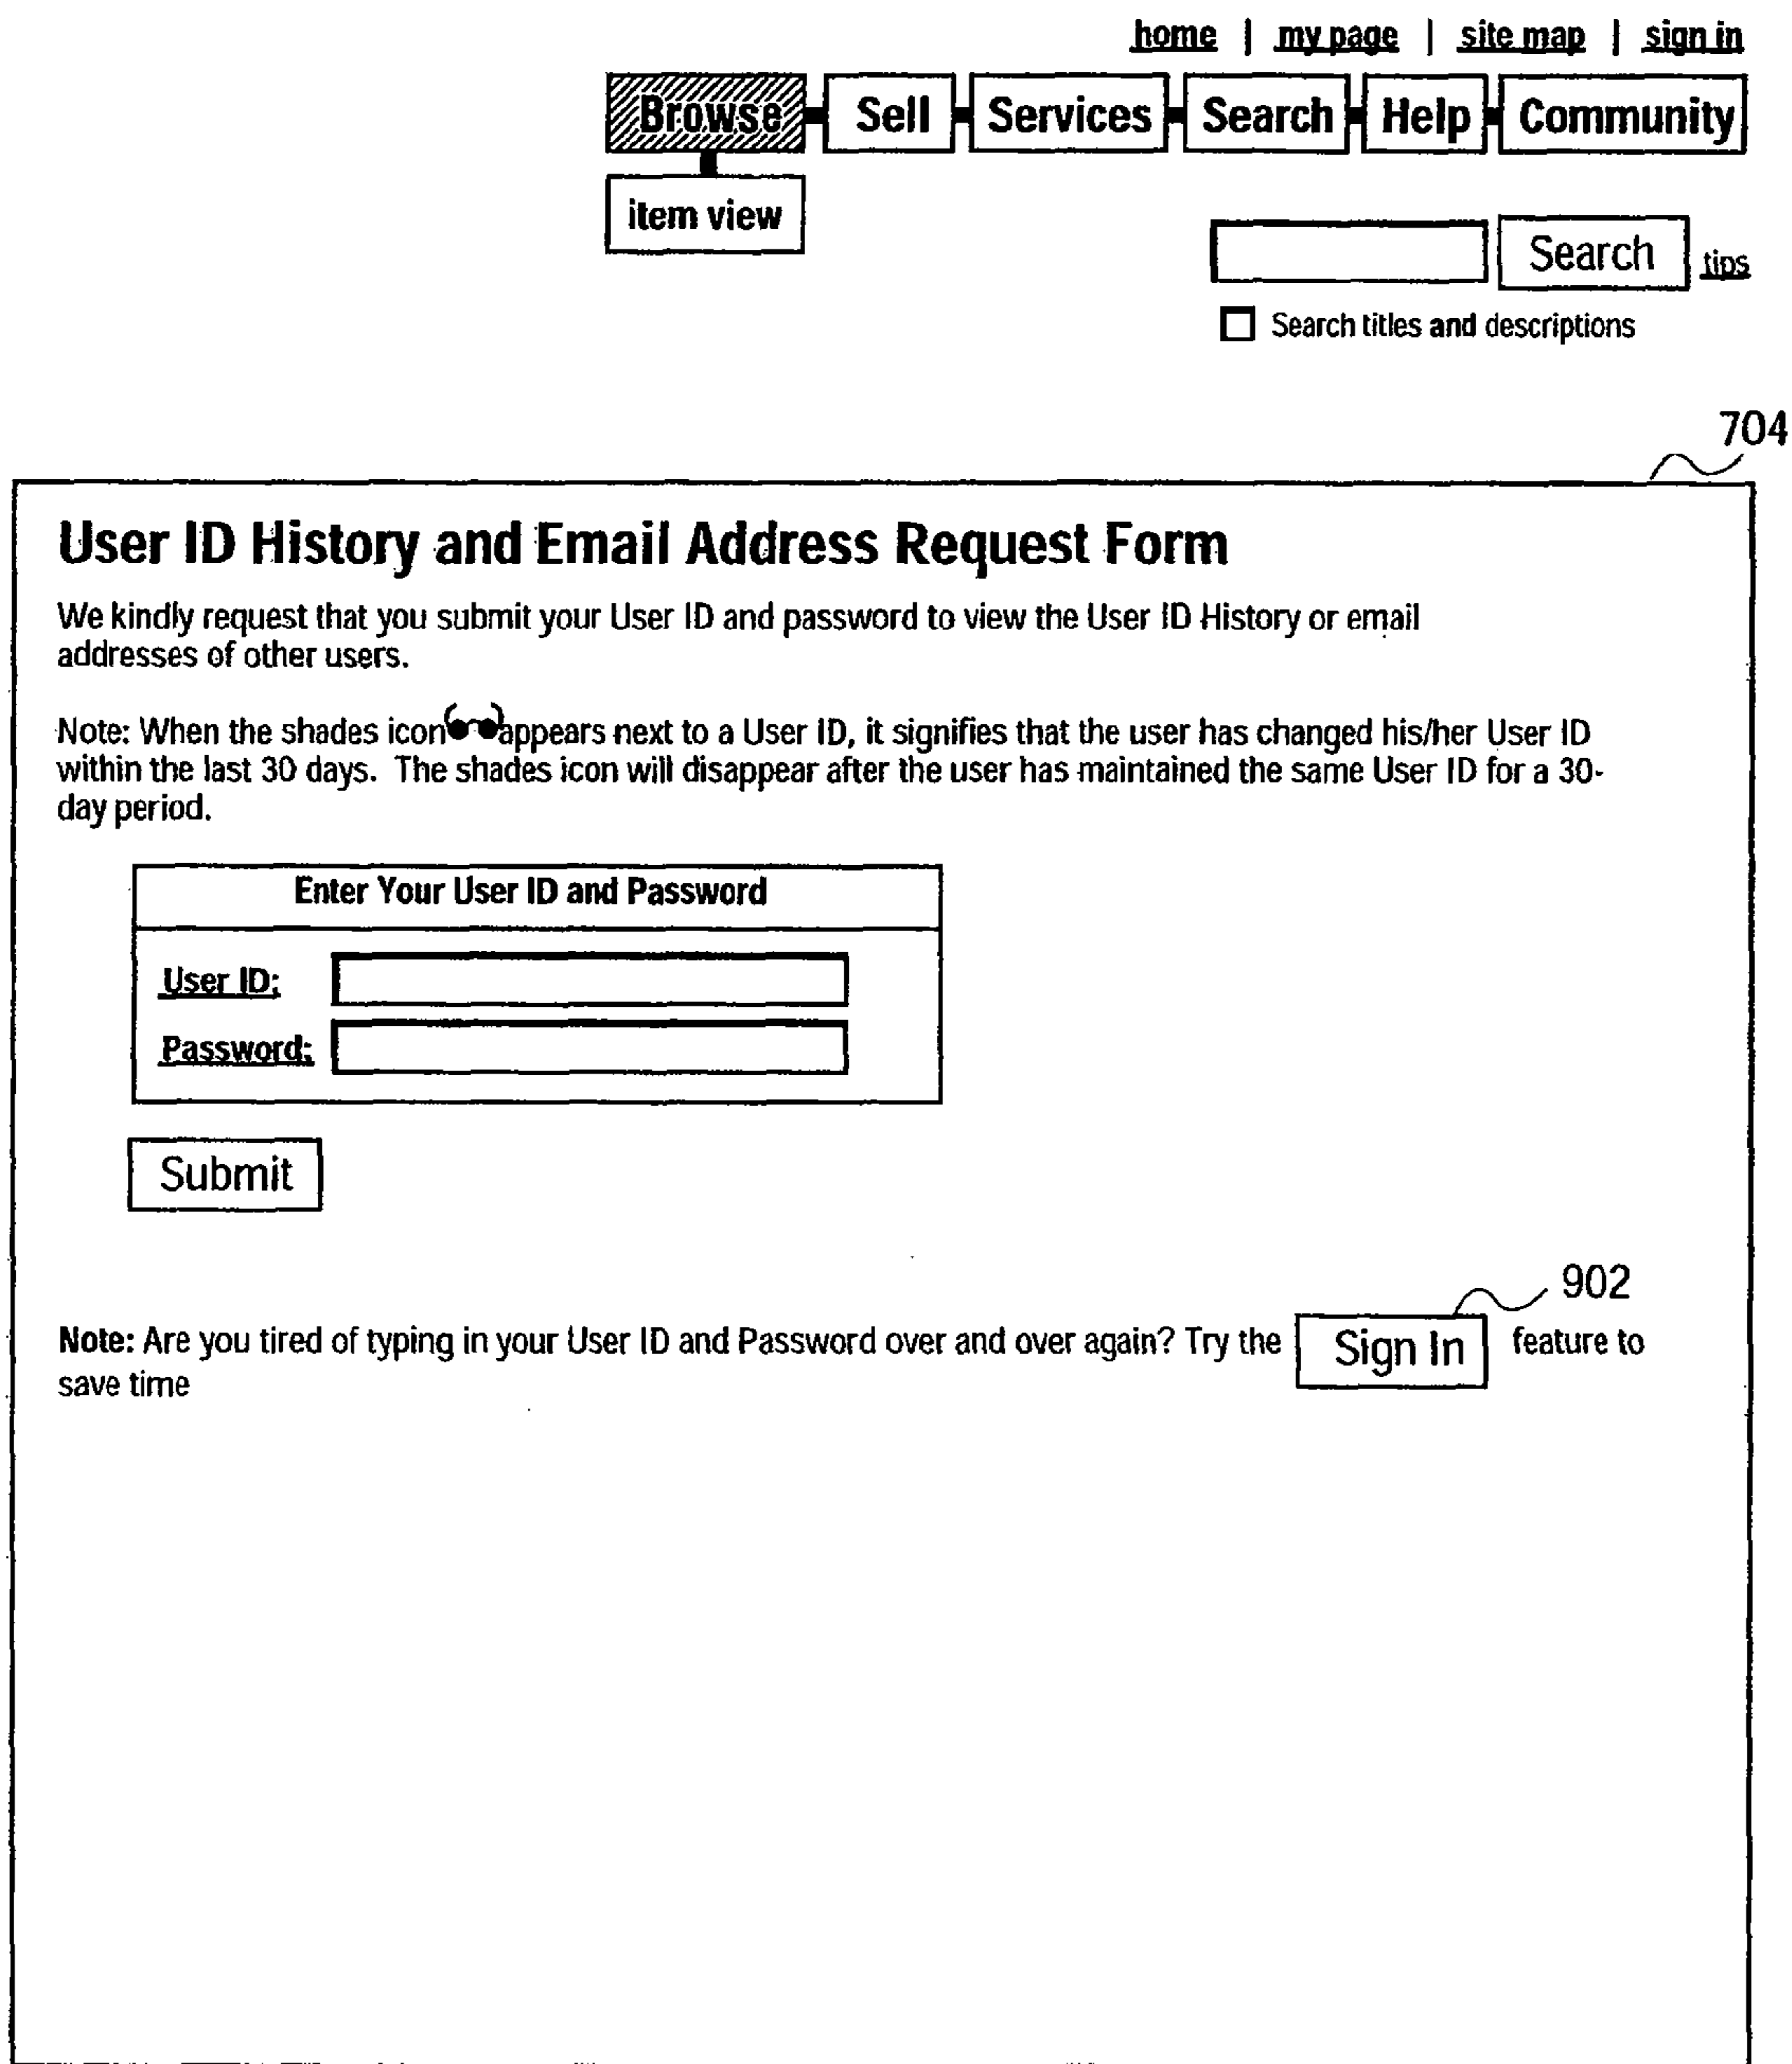 home | my page | site map | sign in
Browse Sell Services Search Help Community
item view
Search tips
Search titles and descriptions
704
User ID History and Email Address Request Form
We kindly request that you submit your User ID and password to view the User ID History or email
addresses of other users.
Note: When the shades icon appears next to a User ID, it signifies that the user has changed his/her User ID
within the last 30 days. The shades icon will disappear after the user has maintained the same User ID for a 30-
day period.
Enter Your User ID and Password
User ID:
Password:
Submit
902
Note: Are you tired of typing in your User ID and Password over and over again? Try the Sign In feature to
save time